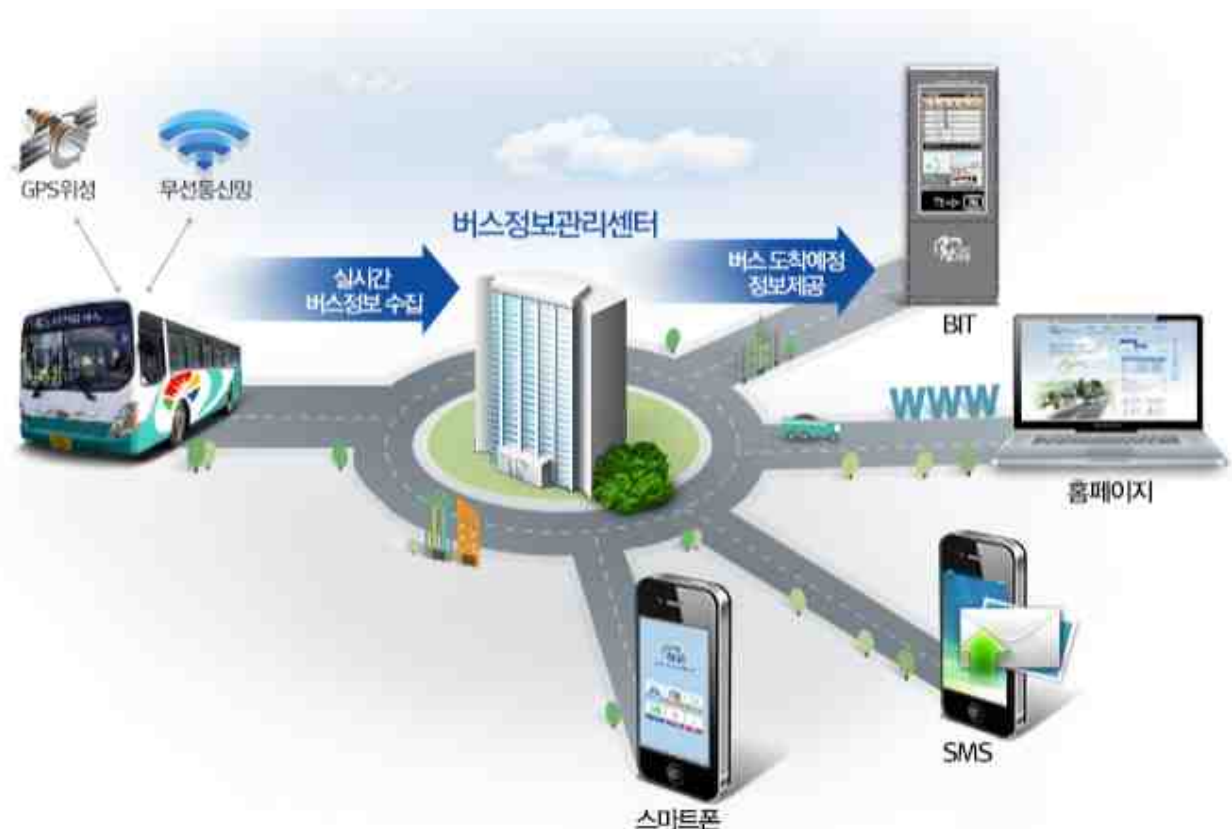 GPS위성
무선통신망
버스정보관리센터
실시간
버스정보 수집
버스 도착예정
정보제공
BIT
WWW
홈페이지
SMS
스마트폰